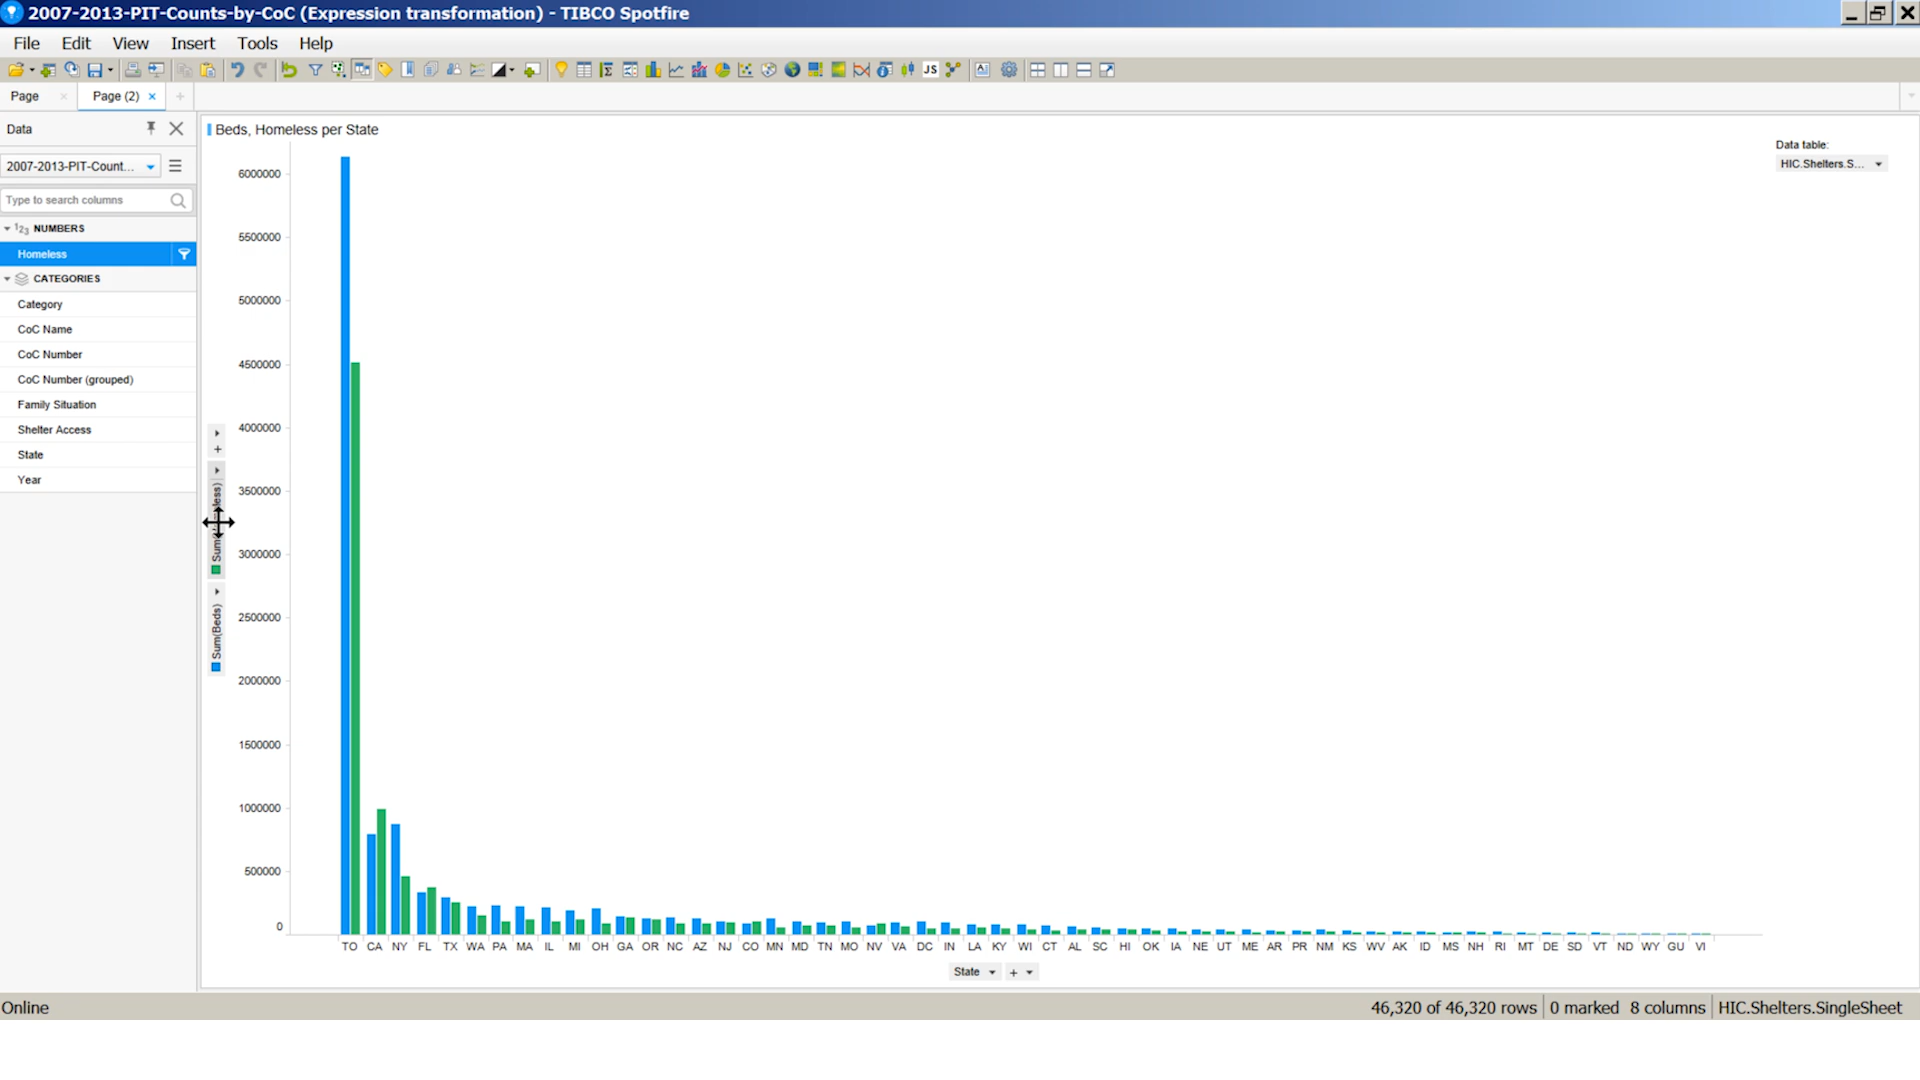 2007-2013-PIT-Counts-by-CoC (Expression transformation) - TIBCO Spotfire
File Edit View Insert Tools Help
JS
Page Page (2)
Data
2007-2013-PIT-Count...
Type to search columns
NUMBERS
Homeless
CATEGORIES
Category
CoC Name
CoC Number
CoC Number (grouped)
Family Situation
Shelter Access
State
Year
Beds, Homeless per State
Data table:
HIC.Shelters.S...
6000000
5500000
5000000
4500000
4000000
3500000
3000000
2500000
2000000
1500000
1000000
500000
0
Sum(Beds)
TO CA NY FL TX WA PA MA IL MI OH GA OR NC AZ NJ CO MN MD TN MO NV VA DC IN LA KY WI CT AL SC HI OK IA NE UT ME AR PR NM KS WV AK ID MS NH RI MT DE SD VT ND WY GU VI
State +
Online
46,320 of 46,320 rows 0 marked 8 columns HIC.Shelters.SingleSheet